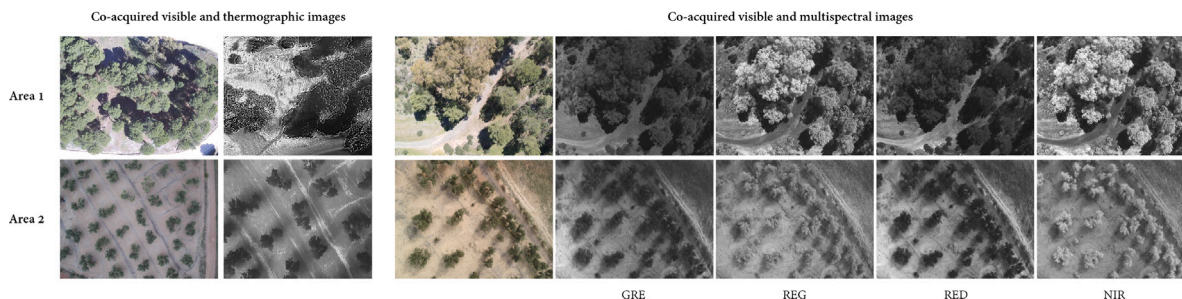 Co-acquired visible and thermographic images
Co-acquired visible and multispectral images
Area 1
Area 2
GRE
REG
RED
NIR